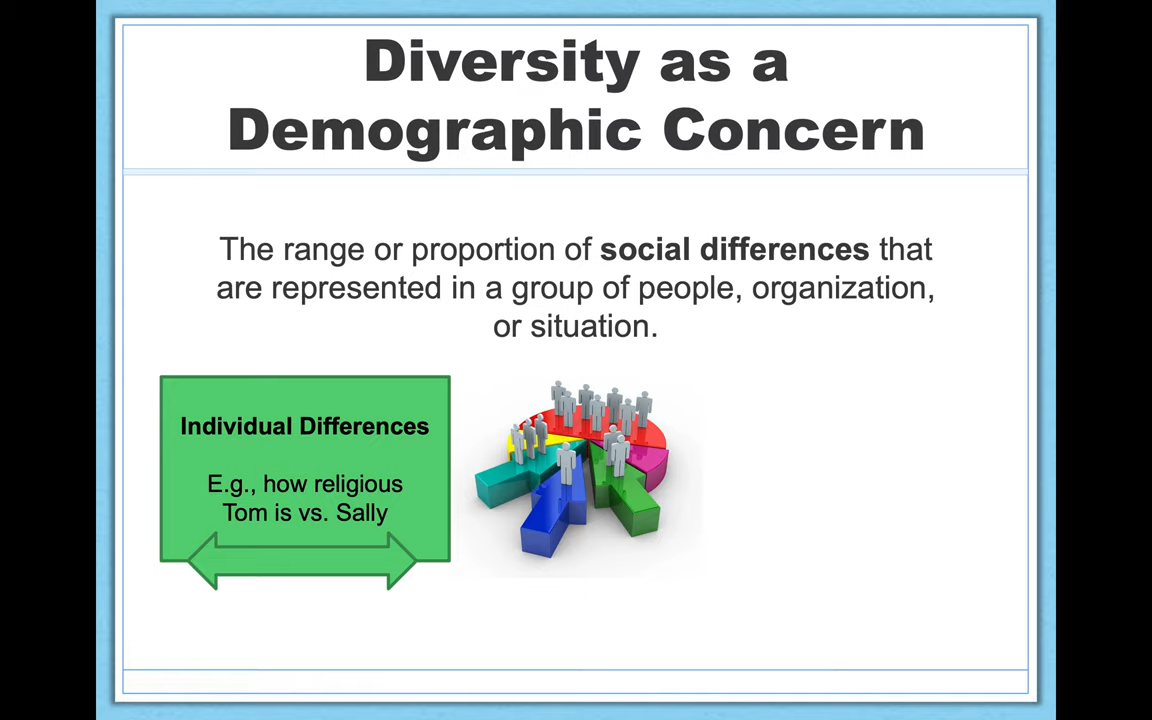 Diversity as a
Demographic Concern
The range or proportion of social differences that
are represented in a group of people, organization,
or situation.
Individual Differences
E.g., how religious
Tom is vs. Sally